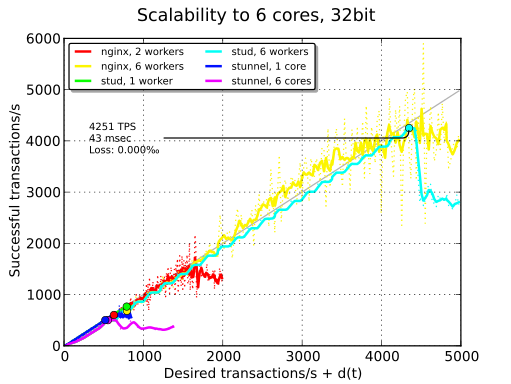 Scalability to 6 cores, 32bit
nginx, 2 workers
nginx, 6 workers
stud, 1 worker
stud, 6 workers
stunnel, 1 core
stunnel, 6 cores
4251 TPS
43 msec
Loss: 0.000‰
Successful transactions/s
6000
5000
4000
3000
2000
1000
0
0 1000 2000 3000 4000 5000
Desired transactions/s + d(t)